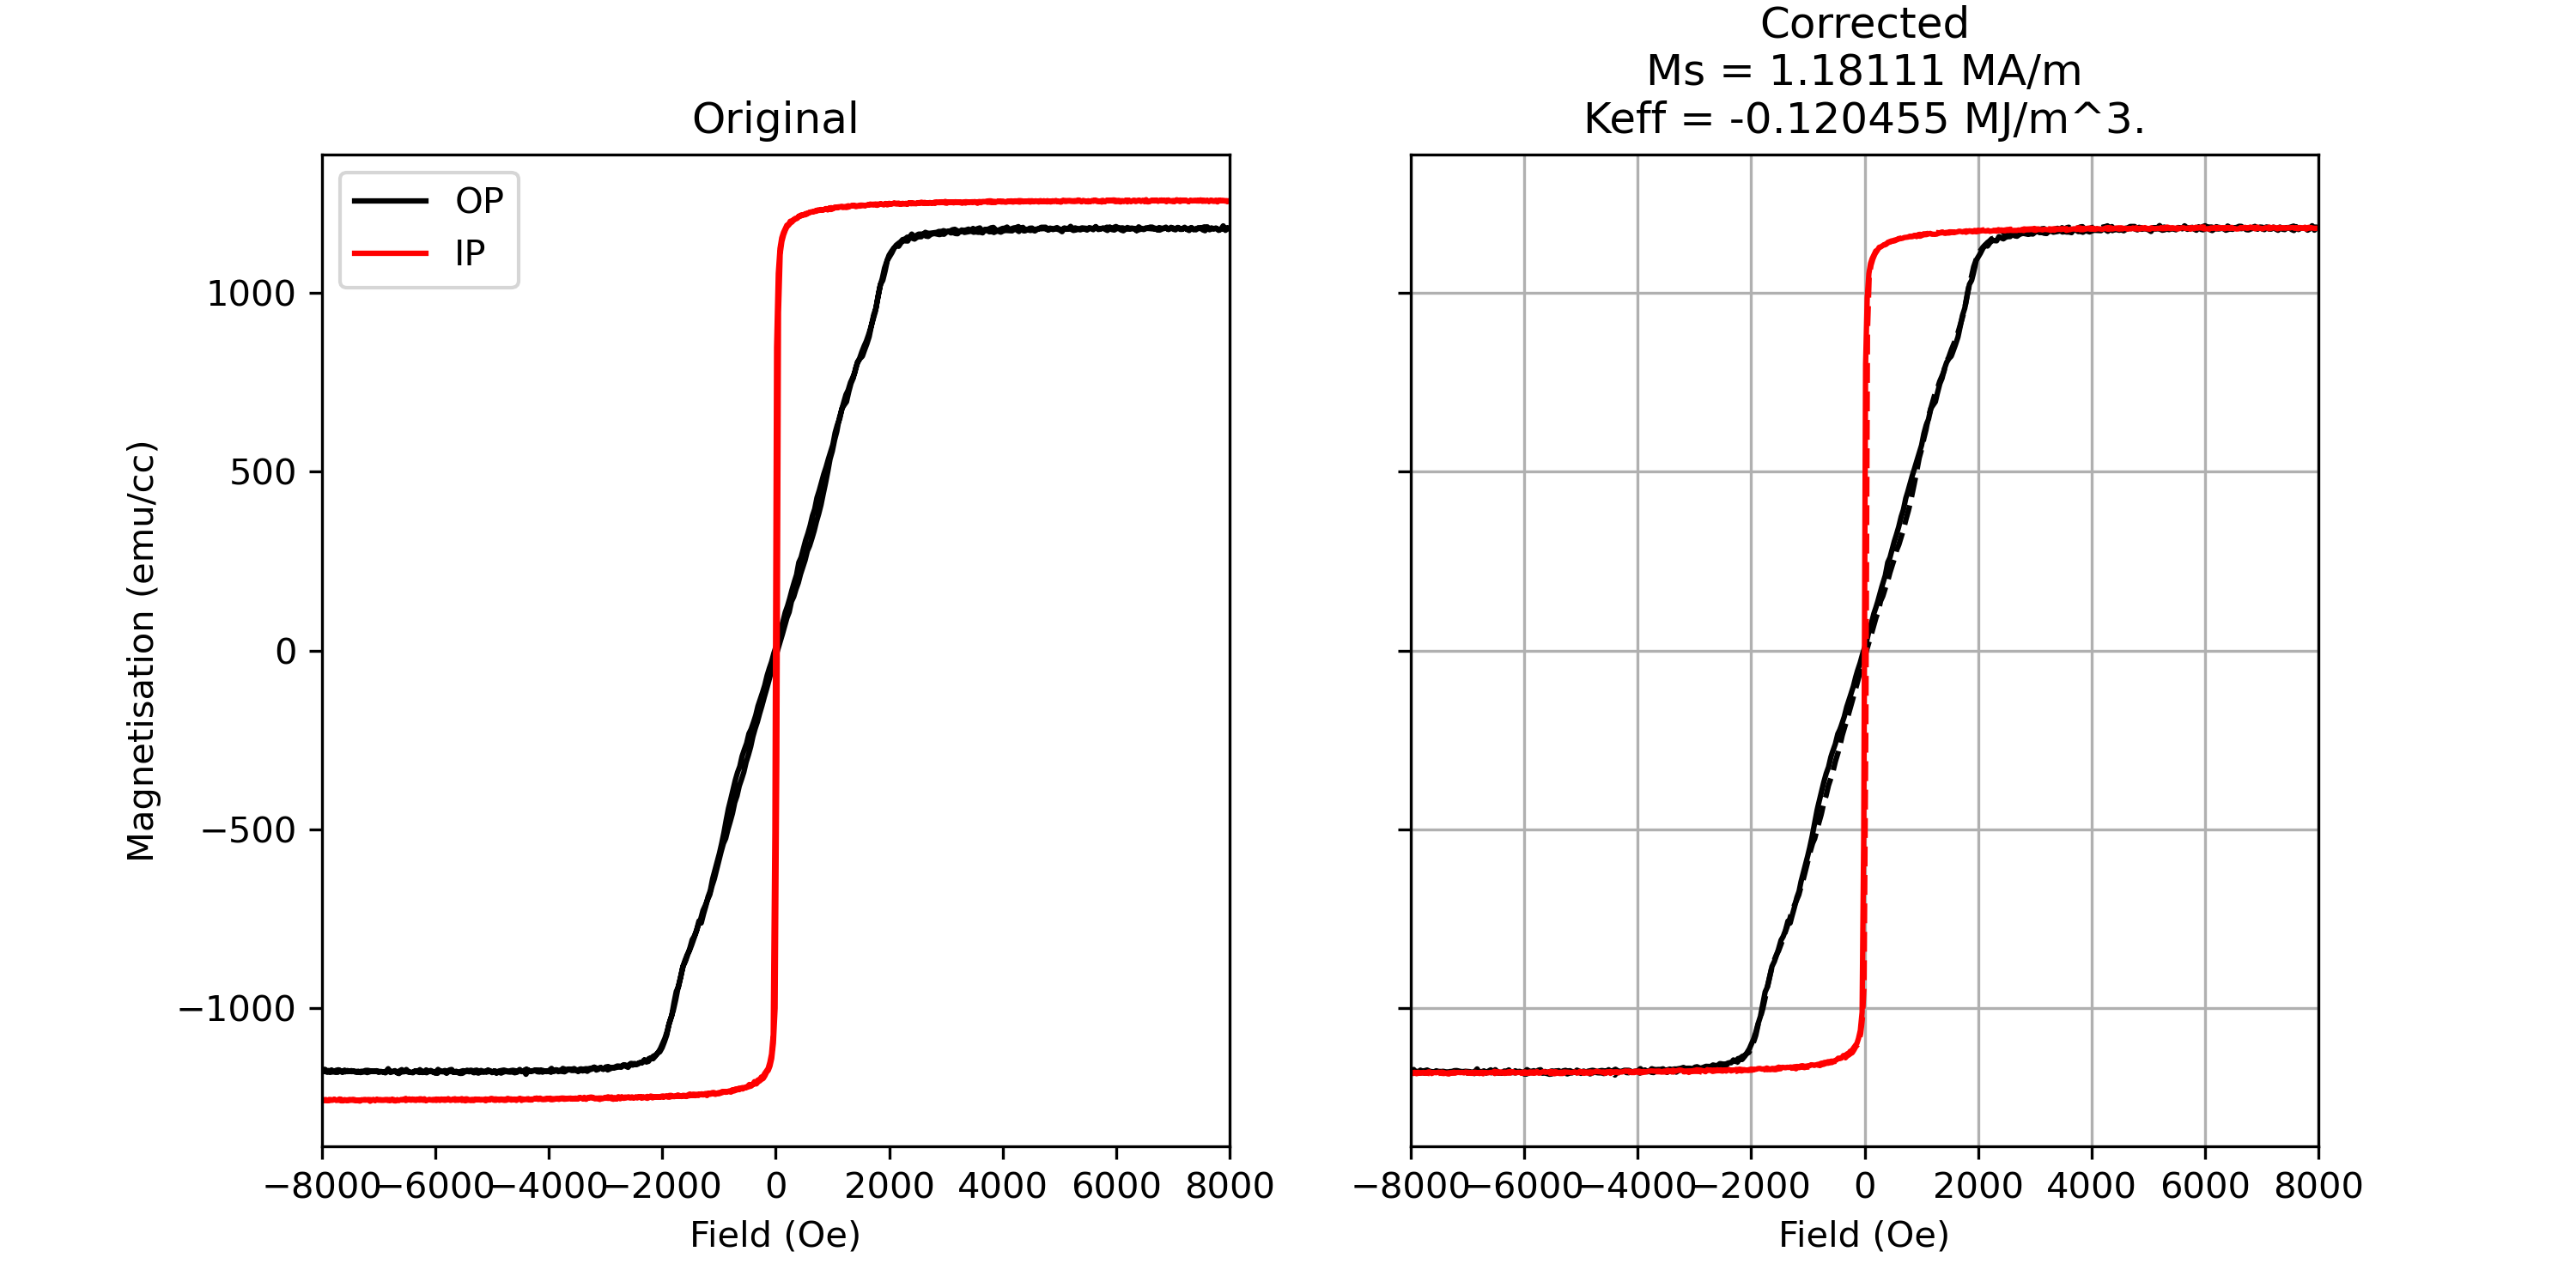 Original
OP
IP
Magnetisation (emu/cc)
1000
500
0
−500
−1000
−8000 −6000 −4000 −2000 0 2000 4000 6000 8000
Field (Oe)
Corrected
Ms = 1.18111 MA/m
Keff = -0.120455 MJ/m^3.
−8000 −6000 −4000 −2000 0 2000 4000 6000 8000
Field (Oe)